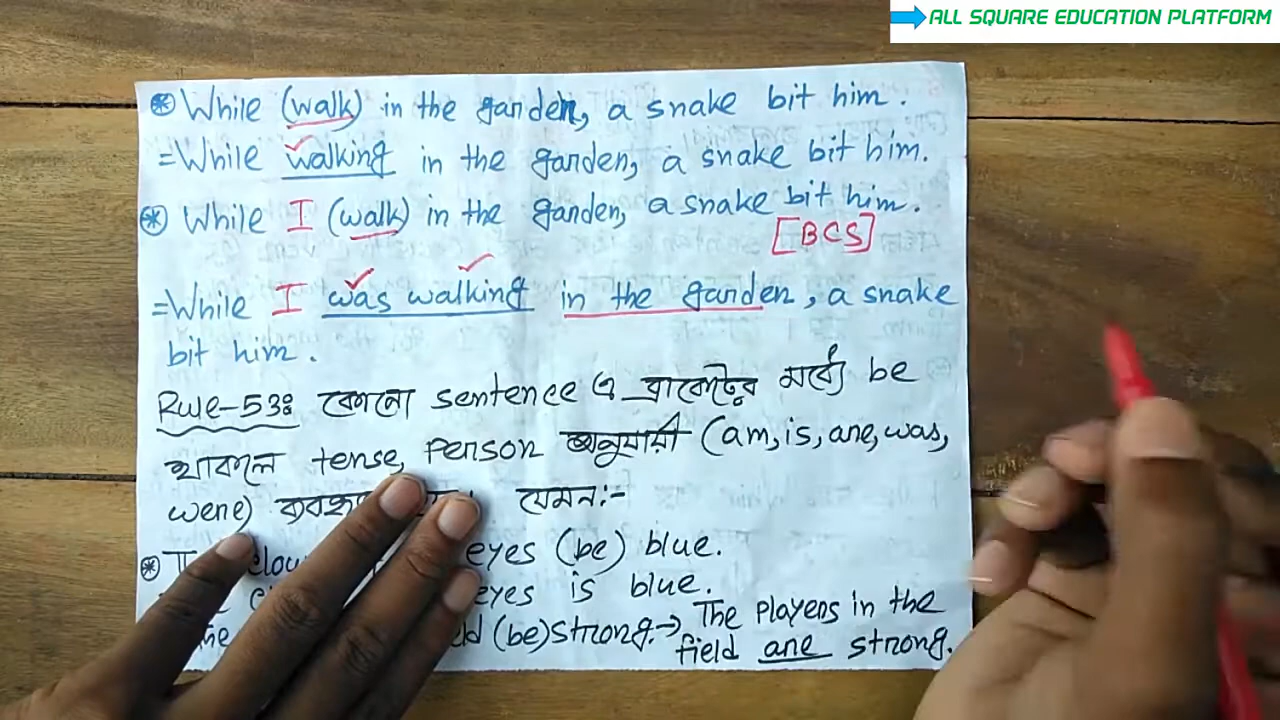 ALL SQUARE EDUCATION PLATFORM
While (walk) in the garden, a snake bit him.
=While walking in the garden, a snake bit him.
While I (walk) in the garden, a snake bit him.
[BCS]
=While I was walking in the garden, a snake
bit him.
Rule-53ঃ কোনো sentence এ ব্রাকেটের মধ্যে be
থাকলে tense, person অনুযায়ী (am, is, are, was,
were) যেমন:-
eyes (be) blue.
eyes is blue.
(be) strong. → The players in the
field are strong.